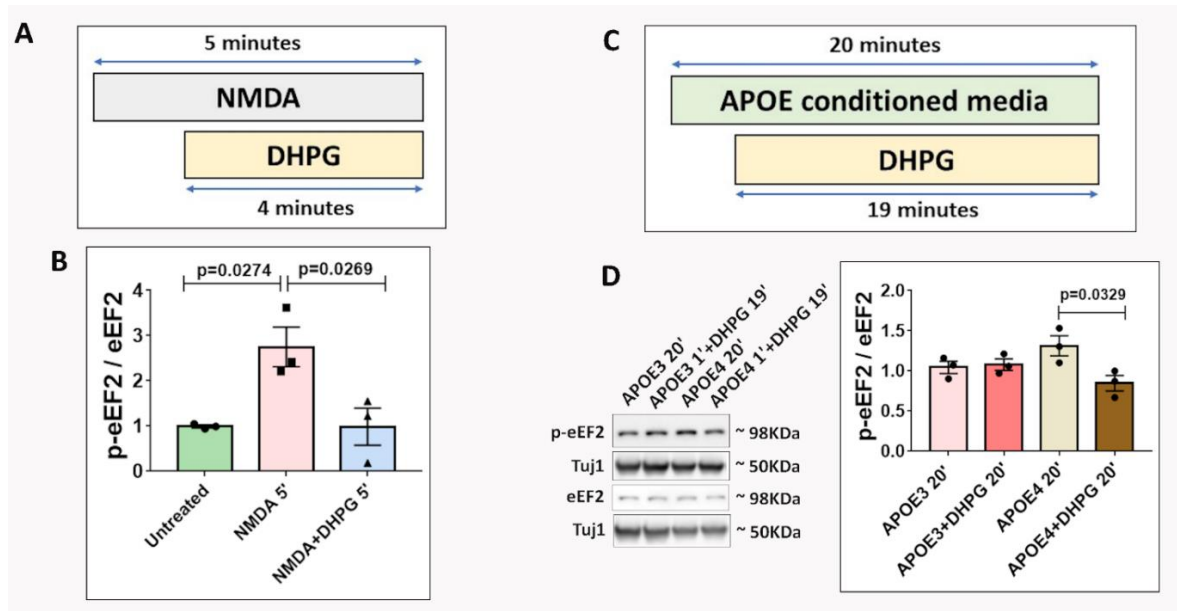 A
5 minutes
NMDA
DHPG
4 minutes
B
p=0.0274
p=0.0269
p-eEF2 / eEF2
4
3
2
1
0
Untreated
NMDA 5'
NMDA+DHPG 5'
C
20 minutes
APOE conditioned media
DHPG
19 minutes
D
APOE3 20'
APOE3 1'+DHPG 19'
APOE4 20'
APOE4 1'+DHPG 19'
p-eEF2
~ 98KDa
Tuj1
~ 50KDa
eEF2
~ 98KDa
Tuj1
~ 50KDa
p=0.0329
p-eEF2 / eEF2
2.0
1.5
1.0
0.5
0.0
APOE3 20'
APOE3+DHPG 20'
APOE4 20'
APOE4+DHPG 20'